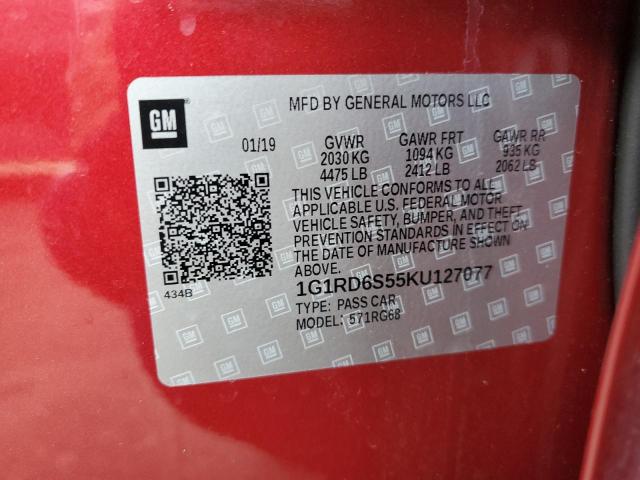 GM
MFD BY GENERAL MOTORS LLC
01/19 GVWR GAWR FRT GAWR RR
2030 KG 1094 KG 935 KG
4475 LB 2412 LB 2062 LB
THIS VEHICLE CONFORMS TO ALL
APPLICABLE U.S. FEDERAL MOTOR
VEHICLE SAFETY, BUMPER, AND THEFT
PREVENTION STANDARDS IN EFFECT ON
THE DATE OF MANUFACTURE SHOWN
ABOVE.
434B
1G1RD6S55KU127077
TYPE: PASS CAR
MODEL: 571RG68